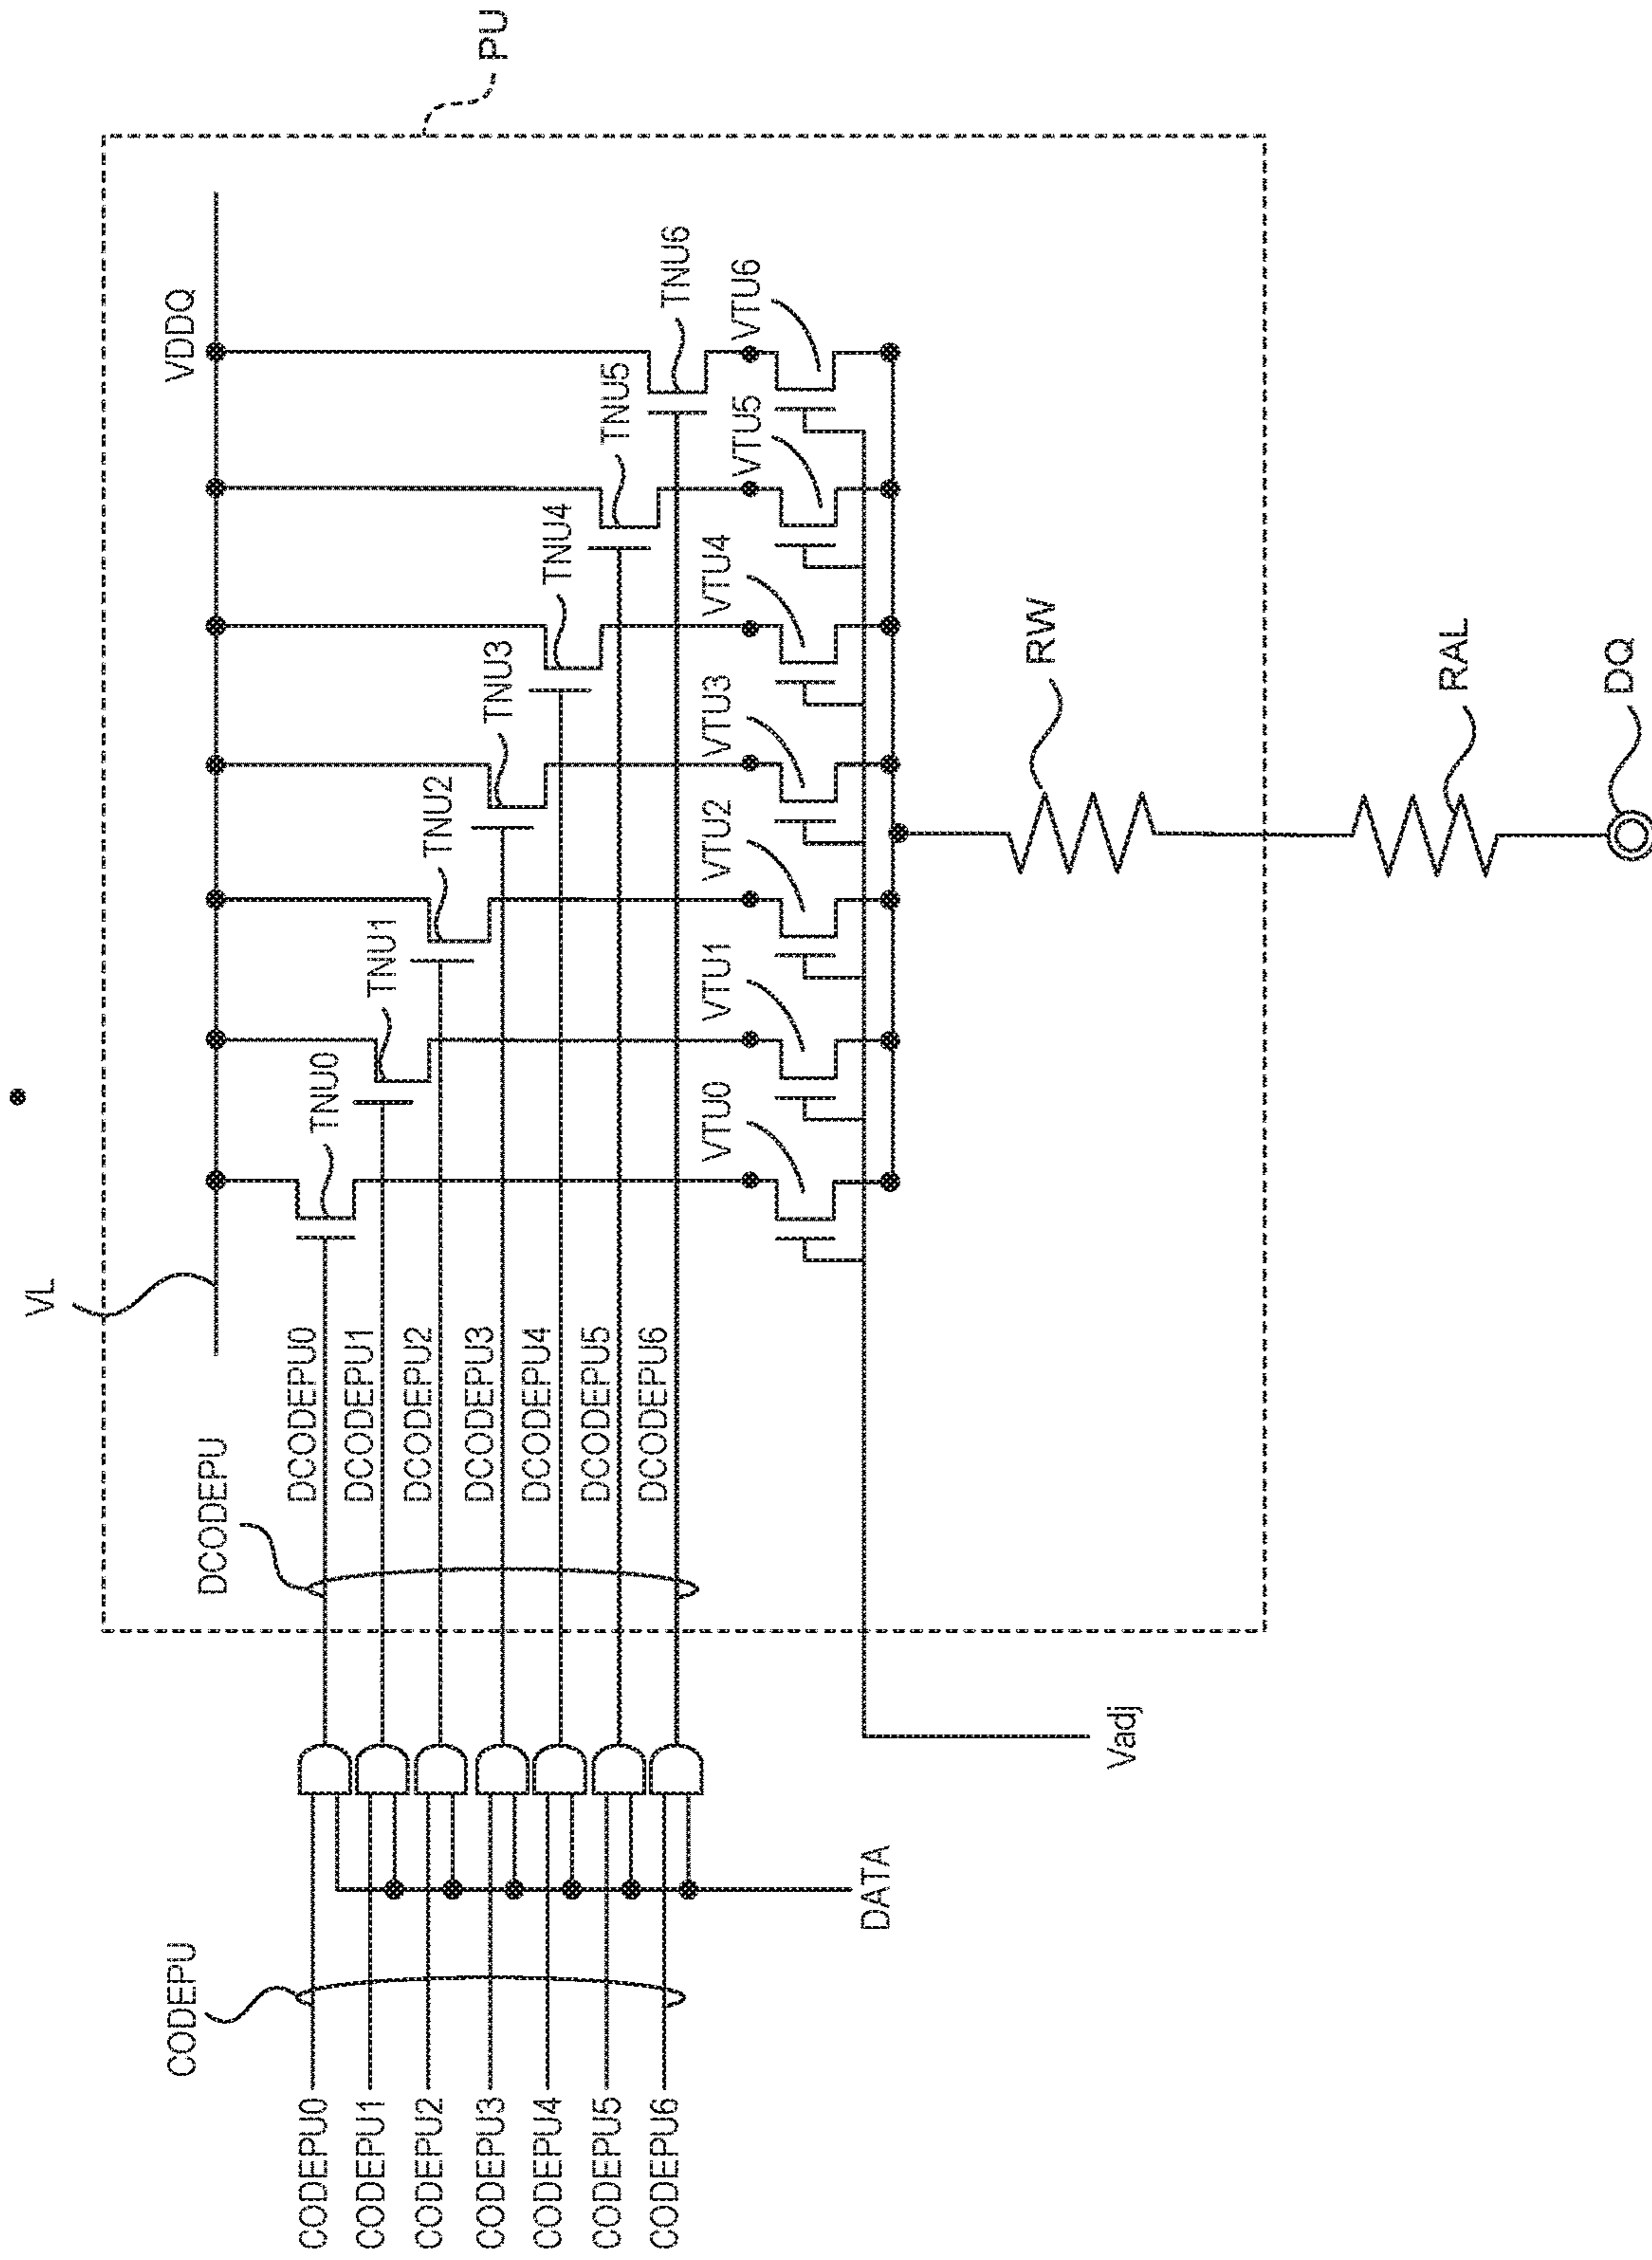 PU
VL
VDDQ
DCODEPU
DCODEPU0
DCODEPU1
DCODEPU2
DCODEPU3
DCODEPU4
DCODEPU5
DCODEPU6
TNU0
TNU1
TNU2
TNU3
TNU4
TNU5
TNU6
CODEPU
CODEPU0
CODEPU1
CODEPU2
CODEPU3
CODEPU4
CODEPU5
CODEPU6
VTU0
VTU1
VTU2
VTU3
VTU4
VTU5
VTU6
DATA
Vadj
RW
RAL
DQ